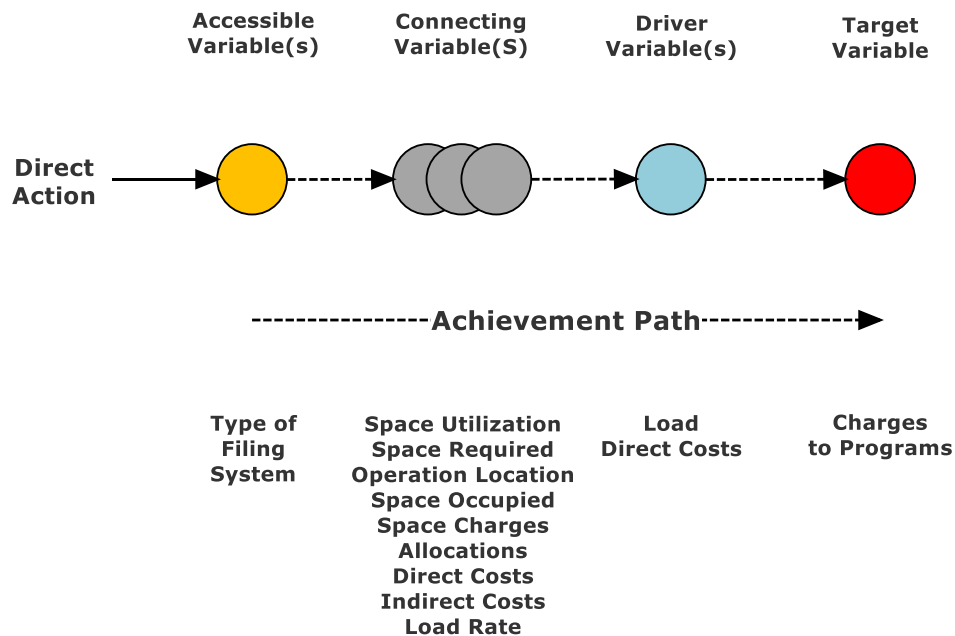 Accessible
Variable(s)
Connecting
Variable(S)
Driver
Variable(s)
Target
Variable
Direct
Action
Achievement Path
Type of
Filing
System
Space Utilization
Space Required
Operation Location
Space Occupied
Space Charges
Allocations
Direct Costs
Indirect Costs
Load Rate
Load
Direct Costs
Charges
to Programs